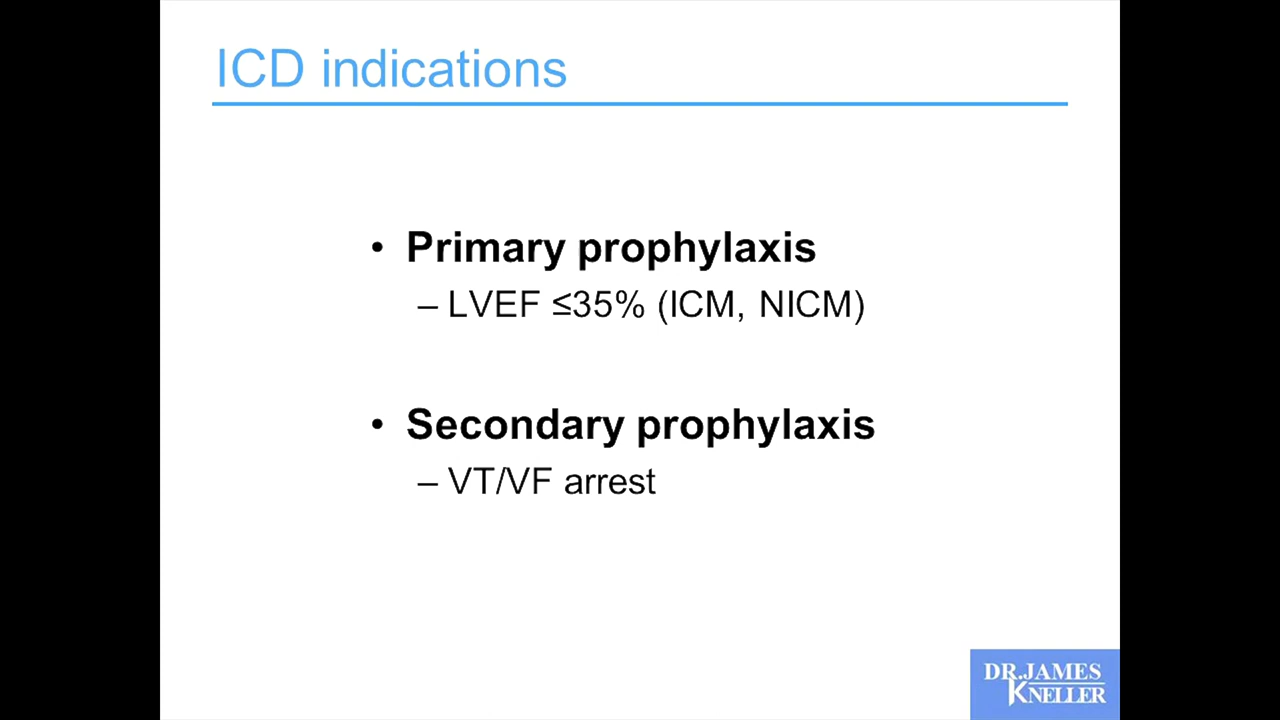 ICD indications
• Primary prophylaxis
– LVEF ≤35% (ICM, NICM)
• Secondary prophylaxis
– VT/VF arrest
DR.JAMES
KNELLER